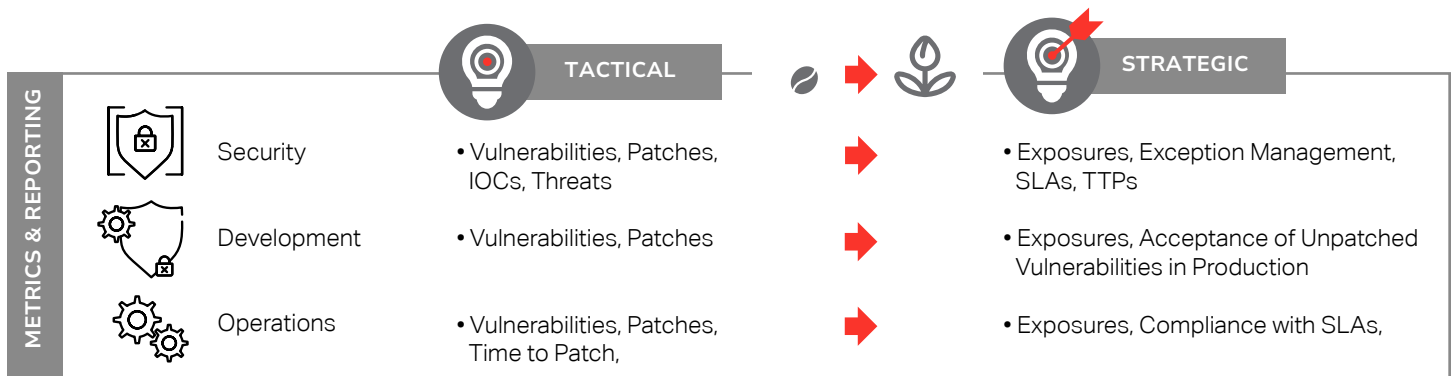 TACTICAL
STRATEGIC
METRICS & REPORTING
Security
• Vulnerabilities, Patches,
IOCs, Threats
• Exposures, Exception Management,
SLAs, TTPs
Development
• Vulnerabilities, Patches
• Exposures, Acceptance of Unpatched
Vulnerabilities in Production
Operations
• Vulnerabilities, Patches,
Time to Patch,
• Exposures, Compliance with SLAs,